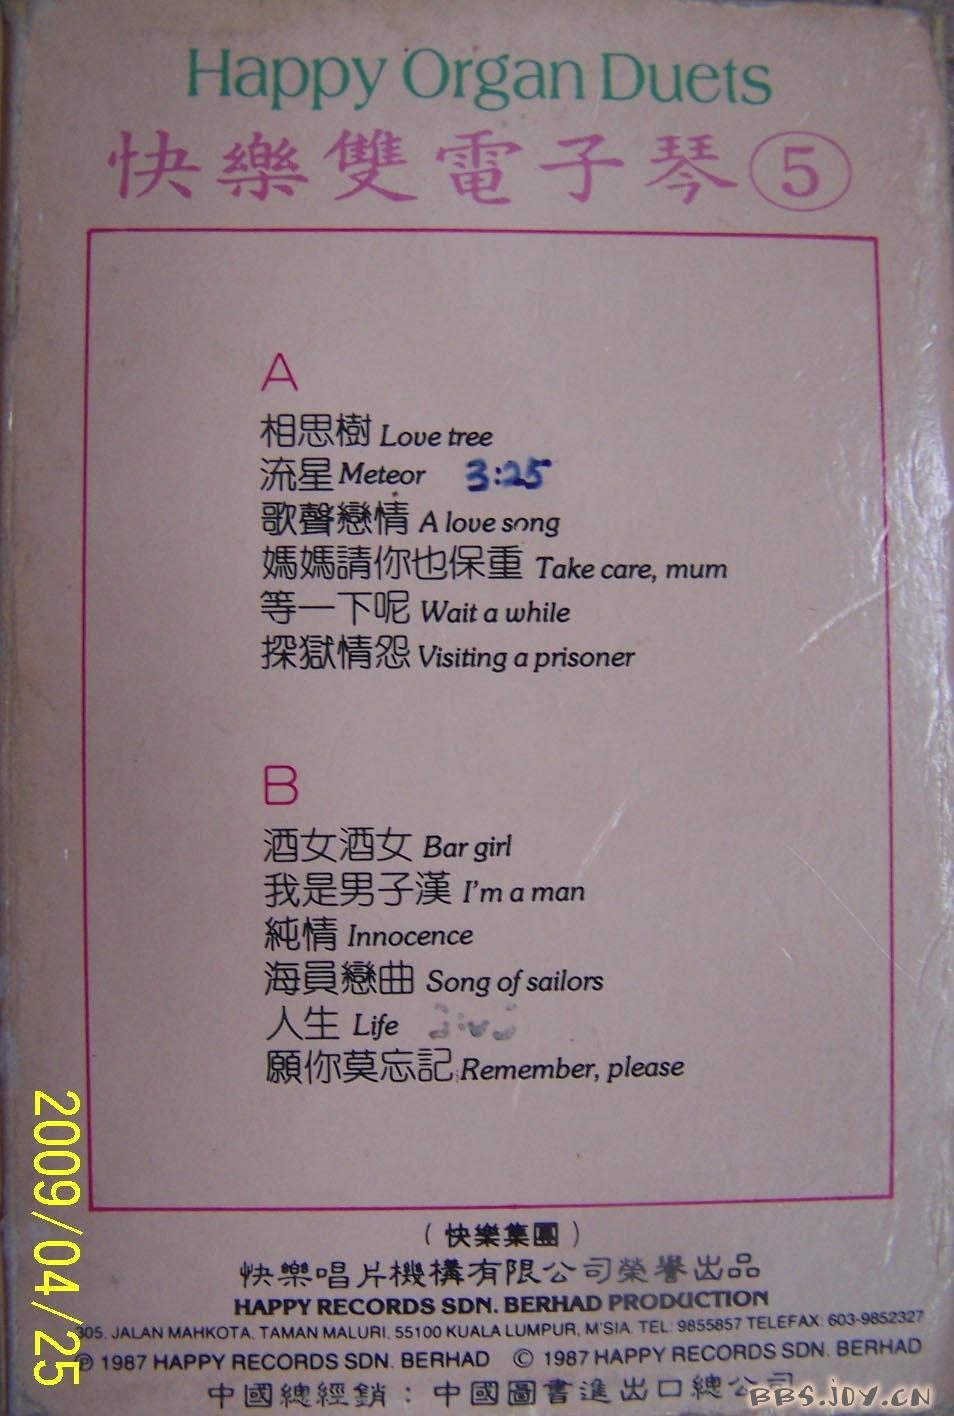 Happy Organ Duets
快樂雙電子琴⑤
A
相思樹 Love tree
流星 Meteor 3:25
歌聲戀情 A love song
媽媽請你也保重 Take care, mum
等一下呢 Wait a while
探獄情怨 Visiting a prisoner
B
酒女酒女 Bar girl
我是男子漢 I'm a man
純情 Innocence
海員戀曲 Song of sailors
人生 Life
願你莫忘記 Remember, please
（快樂集團）
快樂唱片機構有限公司榮譽出品
HAPPY RECORDS SDN. BERHAD PRODUCTION
305. JALAN MAHKOTA, TAMAN MALURI, 55100 KUALA LUMPUR, M'SIA. TEL: 9855857 TELEFAX: 603-9852327
Ⓟ 1987 HAPPY RECORDS SDN. BERHAD © 1987 HAPPY RECORDS SDN. BERHAD
中國總經銷：中國圖書進出口總公司
BBS.JOY.CN
2009/04/25